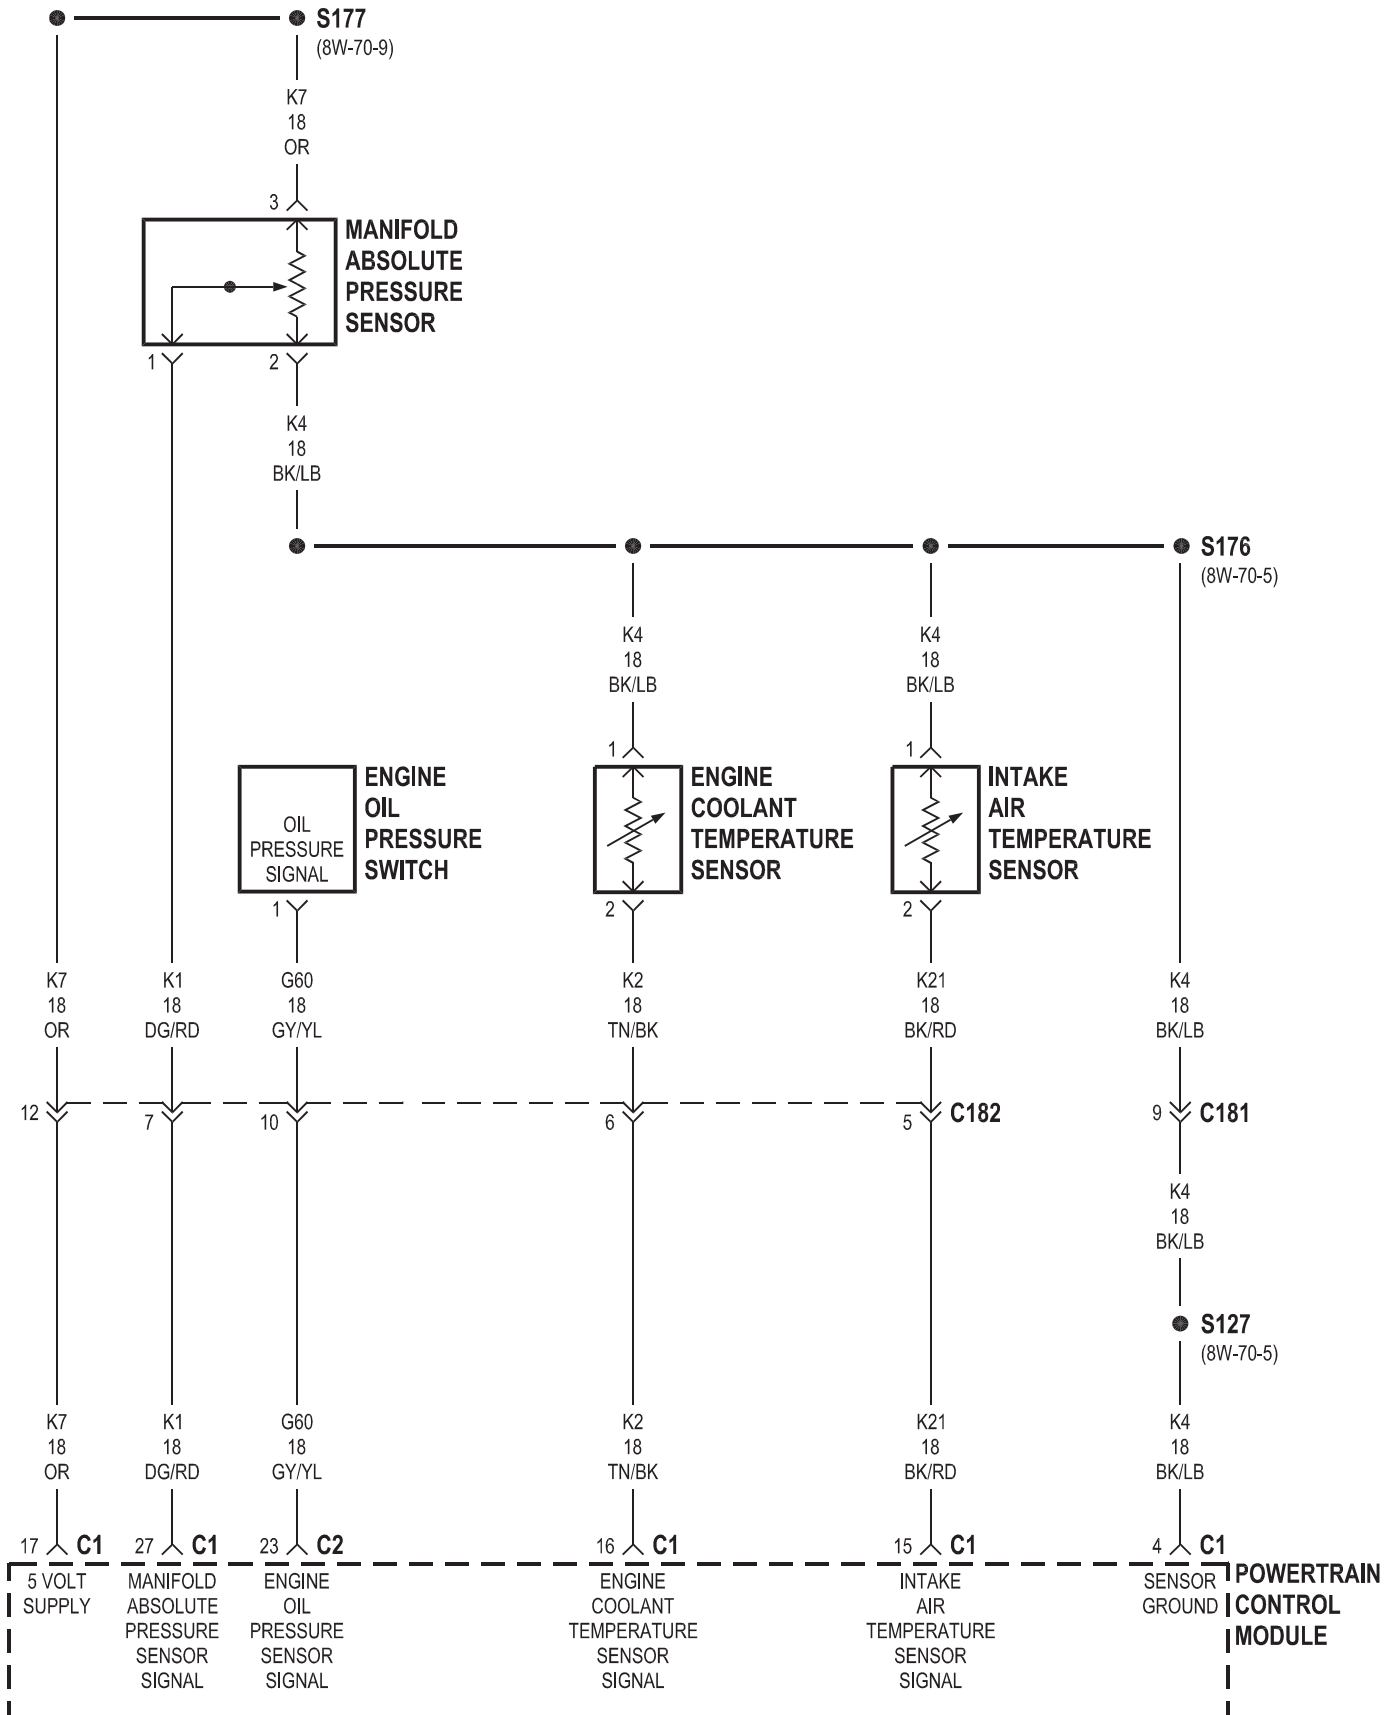 S177
(8W-70-9)
K7
18
OR
3
MANIFOLD
ABSOLUTE
PRESSURE
SENSOR
1
2
K4
18
BK/LB
S176
(8W-70-5)
K4
18
BK/LB
K4
18
BK/LB
1
1
OIL
PRESSURE
SIGNAL
ENGINE
OIL
PRESSURE
SWITCH
ENGINE
COOLANT
TEMPERATURE
SENSOR
INTAKE
AIR
TEMPERATURE
SENSOR
1
2
2
K7
18
OR
K1
18
DG/RD
G60
18
GY/YL
K2
18
TN/BK
K21
18
BK/RD
K4
18
BK/LB
12
7
10
6
5
C182
9
C181
K4
18
BK/LB
S127
(8W-70-5)
K7
18
OR
K1
18
DG/RD
G60
18
GY/YL
K2
18
TN/BK
K21
18
BK/RD
K4
18
BK/LB
17 C1
27 C1
23 C2
16 C1
15 C1
4 C1
5 VOLT
SUPPLY
MANIFOLD
ABSOLUTE
PRESSURE
SENSOR
SIGNAL
ENGINE
OIL
PRESSURE
SENSOR
SIGNAL
ENGINE
COOLANT
TEMPERATURE
SENSOR
SIGNAL
INTAKE
AIR
TEMPERATURE
SENSOR
SIGNAL
SENSOR
GROUND
POWERTRAIN
CONTROL
MODULE